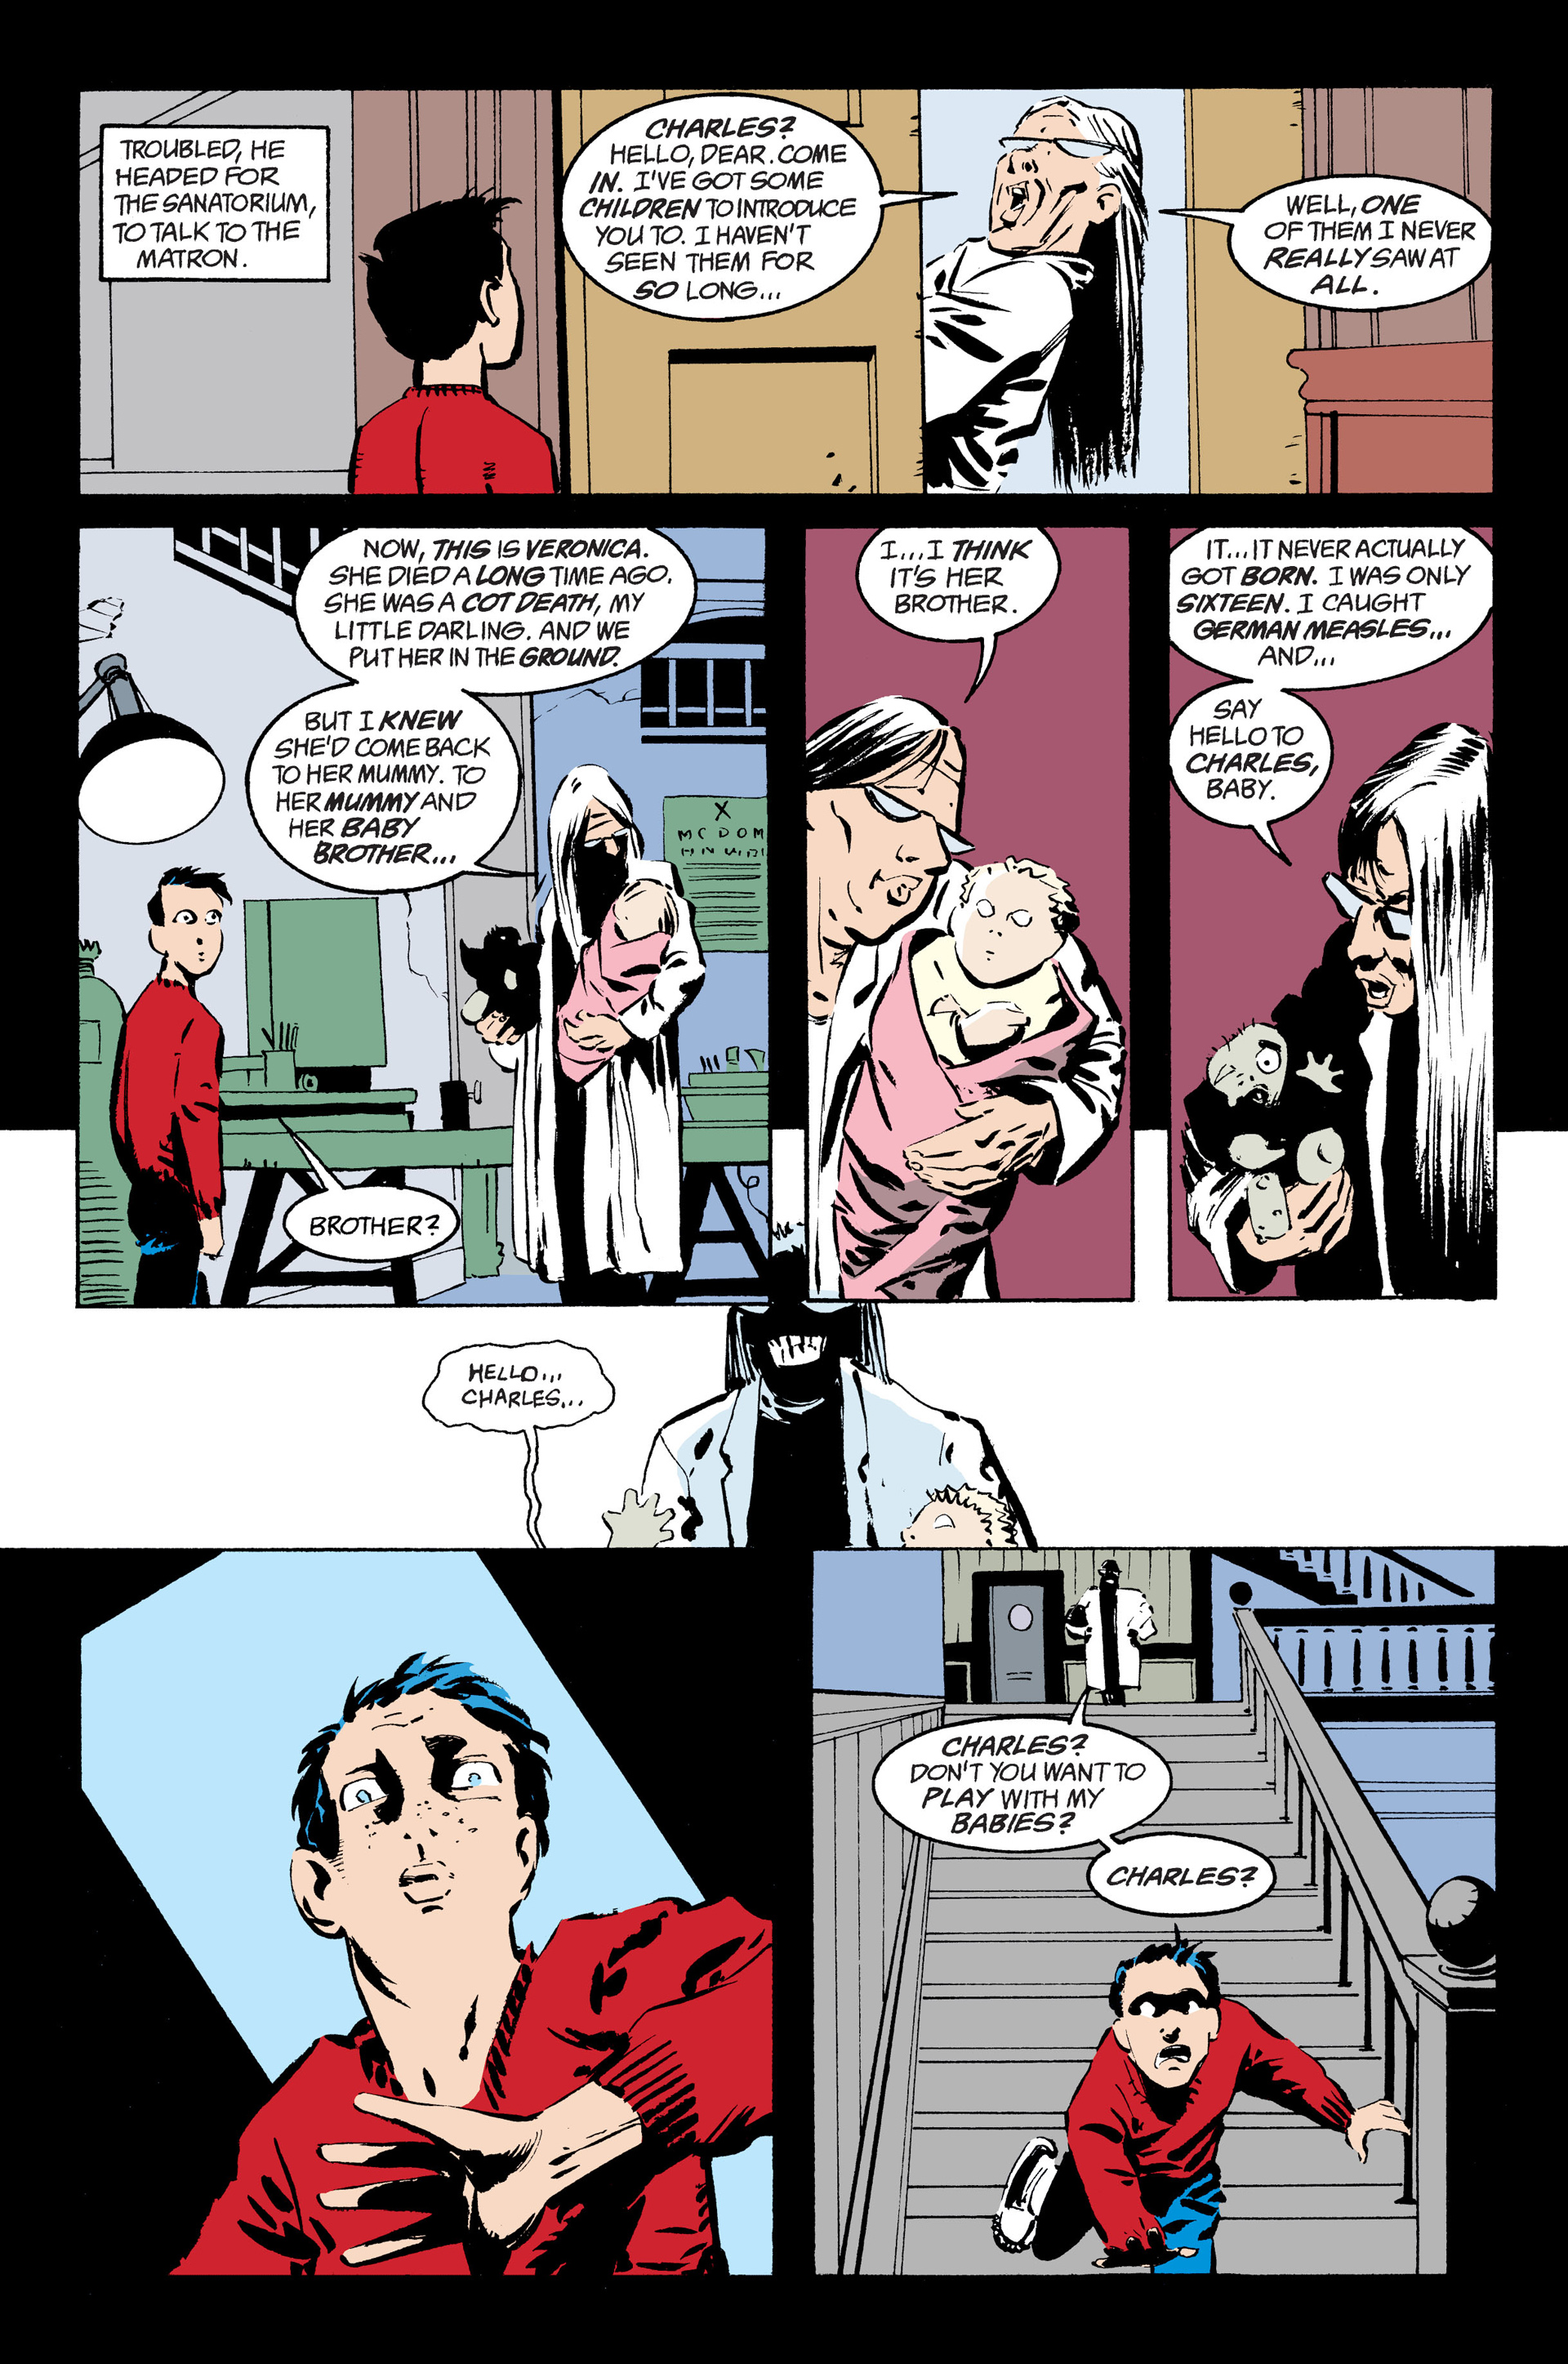 TROUBLED, HE
HEADED FOR
THE SANATORIUM,
TO TALK TO THE
MATRON.
CHARLES?
HELLO, DEAR. COME
IN. I'VE GOT SOME
CHILDREN TO INTRODUCE
YOU TO. I HAVEN'T
SEEN THEM FOR
SO LONG...
WELL, ONE
OF THEM I NEVER
REALLY SAW AT
ALL.
NOW, THIS IS VERONICA.
SHE DIED A LONG TIME AGO.
SHE WAS A COT DEATH, MY
LITTLE DARLING. AND WE
PUT HER IN THE GROUND.
BUT I KNEW
SHE'D COME BACK
TO HER MUMMY. TO
HER MUMMY AND
HER BABY
BROTHER...
X
MCDOM
BROTHER?
I...I THINK
IT'S HER
BROTHER.
IT...IT NEVER ACTUALLY
GOT BORN. I WAS ONLY
SIXTEEN. I CAUGHT
GERMAN MEASLES...
AND...
SAY
HELLO TO
CHARLES,
BABY.
HELLO...
CHARLES...
CHARLES?
DON'T YOU WANT TO
PLAY WITH MY
BABIES?
CHARLES?